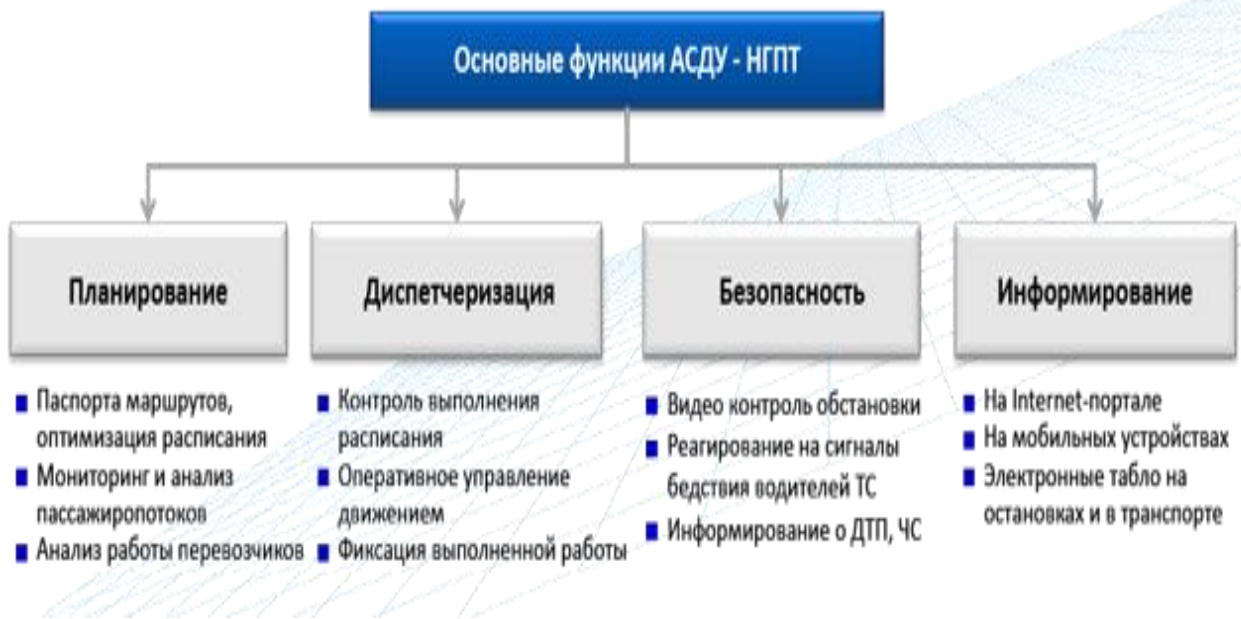 Основные функции АСДУ - НГПТ
Планирование
Паспорта маршрутов,
оптимизация расписания
Мониторинг и анализ
пассажиропотоков
Анализ работы перевозчиков
Диспетчеризация
Контроль выполнения
расписания
Оперативное управление
движением
Фиксация выполненной работы
Безопасность
Видео контроль обстановки
Реагирование на сигналы
бедствия водителей ТС
Информирование о ДТП, ЧС
Информирование
На Internet-портале
На мобильных устройствах
Электронные табло на
остановках и в транспорте